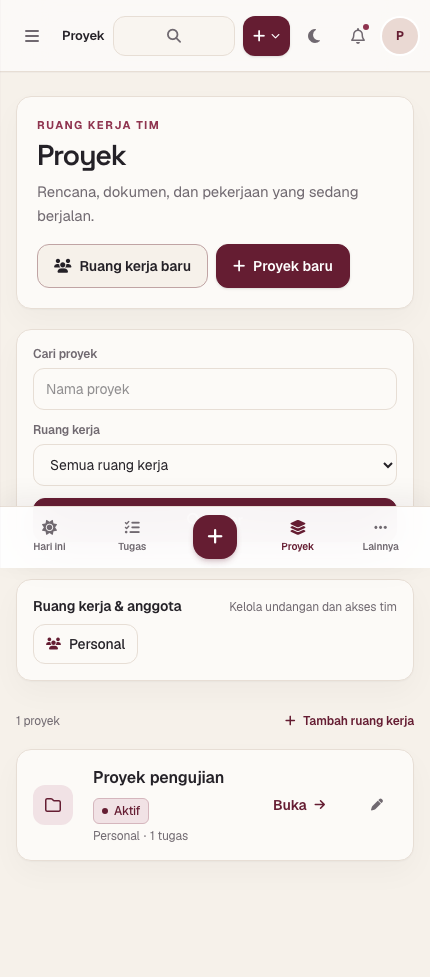 Proyek
P
RUANG KERJA TIM
Proyek
Rencana, dokumen, dan pekerjaan yang sedang
berjalan.
Ruang kerja baru
Proyek baru
Cari proyek
Nama proyek
Ruang kerja
Semua ruang kerja
Hari ini
Tugas
Proyek
Lainnya
Ruang kerja & anggota
Kelola undangan dan akses tim
Personal
1 proyek
Tambah ruang kerja
Proyek pengujian
Aktif
Buka
Personal · 1 tugas